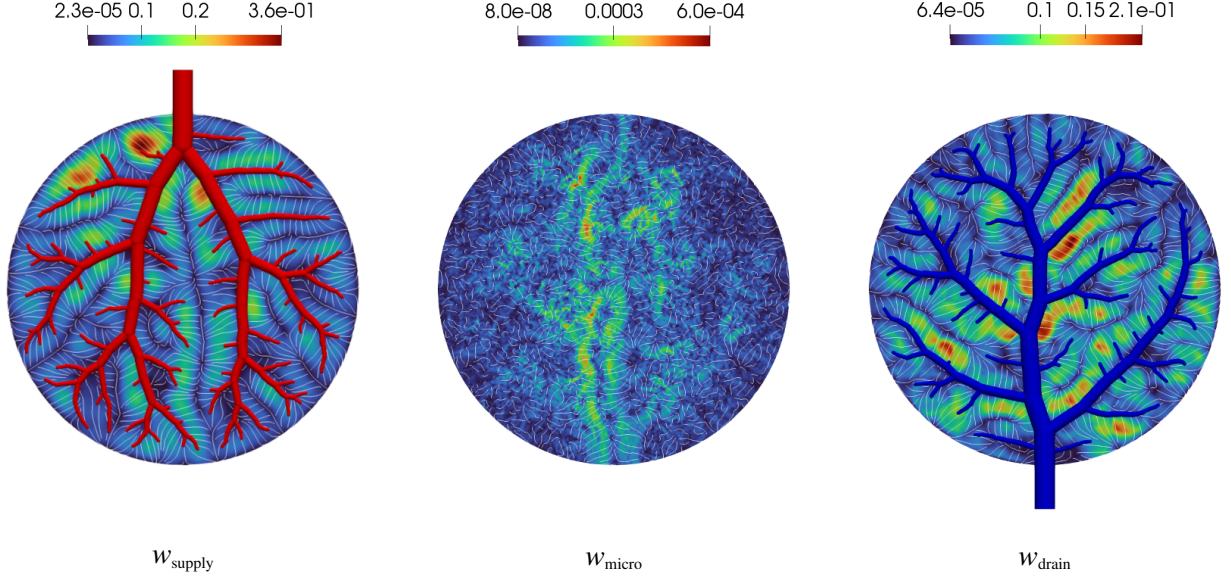 2.3e-05 0.1 0.2 3.6e-01
8.0e-08 0.0003 6.0e-04
6.4e-05 0.1 0.15 2.1e-01
w_supply
w_micro
w_drain